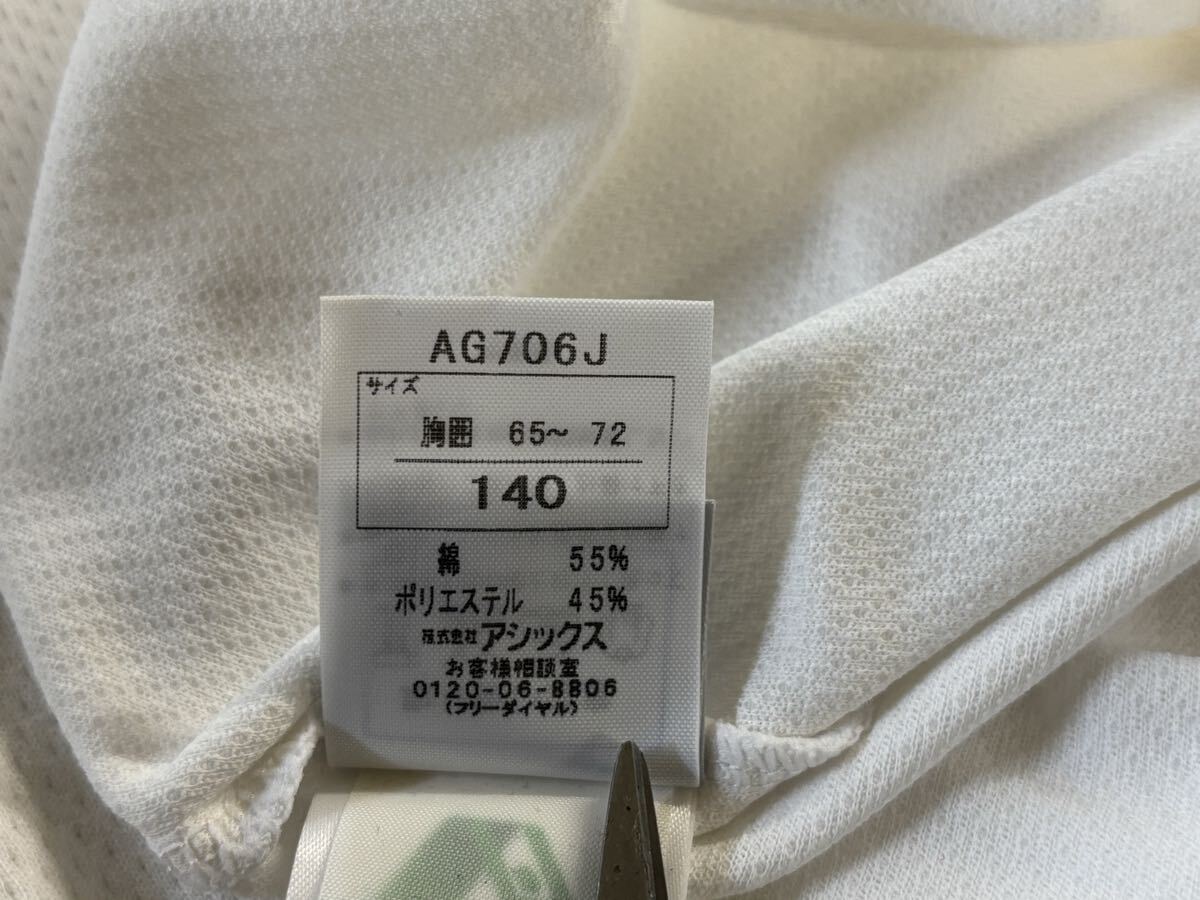 AG706J
サイズ
胸囲 65～ 72
140
綿 55%
ポリエステル 45%
株式会社アシックス
お客様相談室
0120-06-8806
(フリーダイヤル)